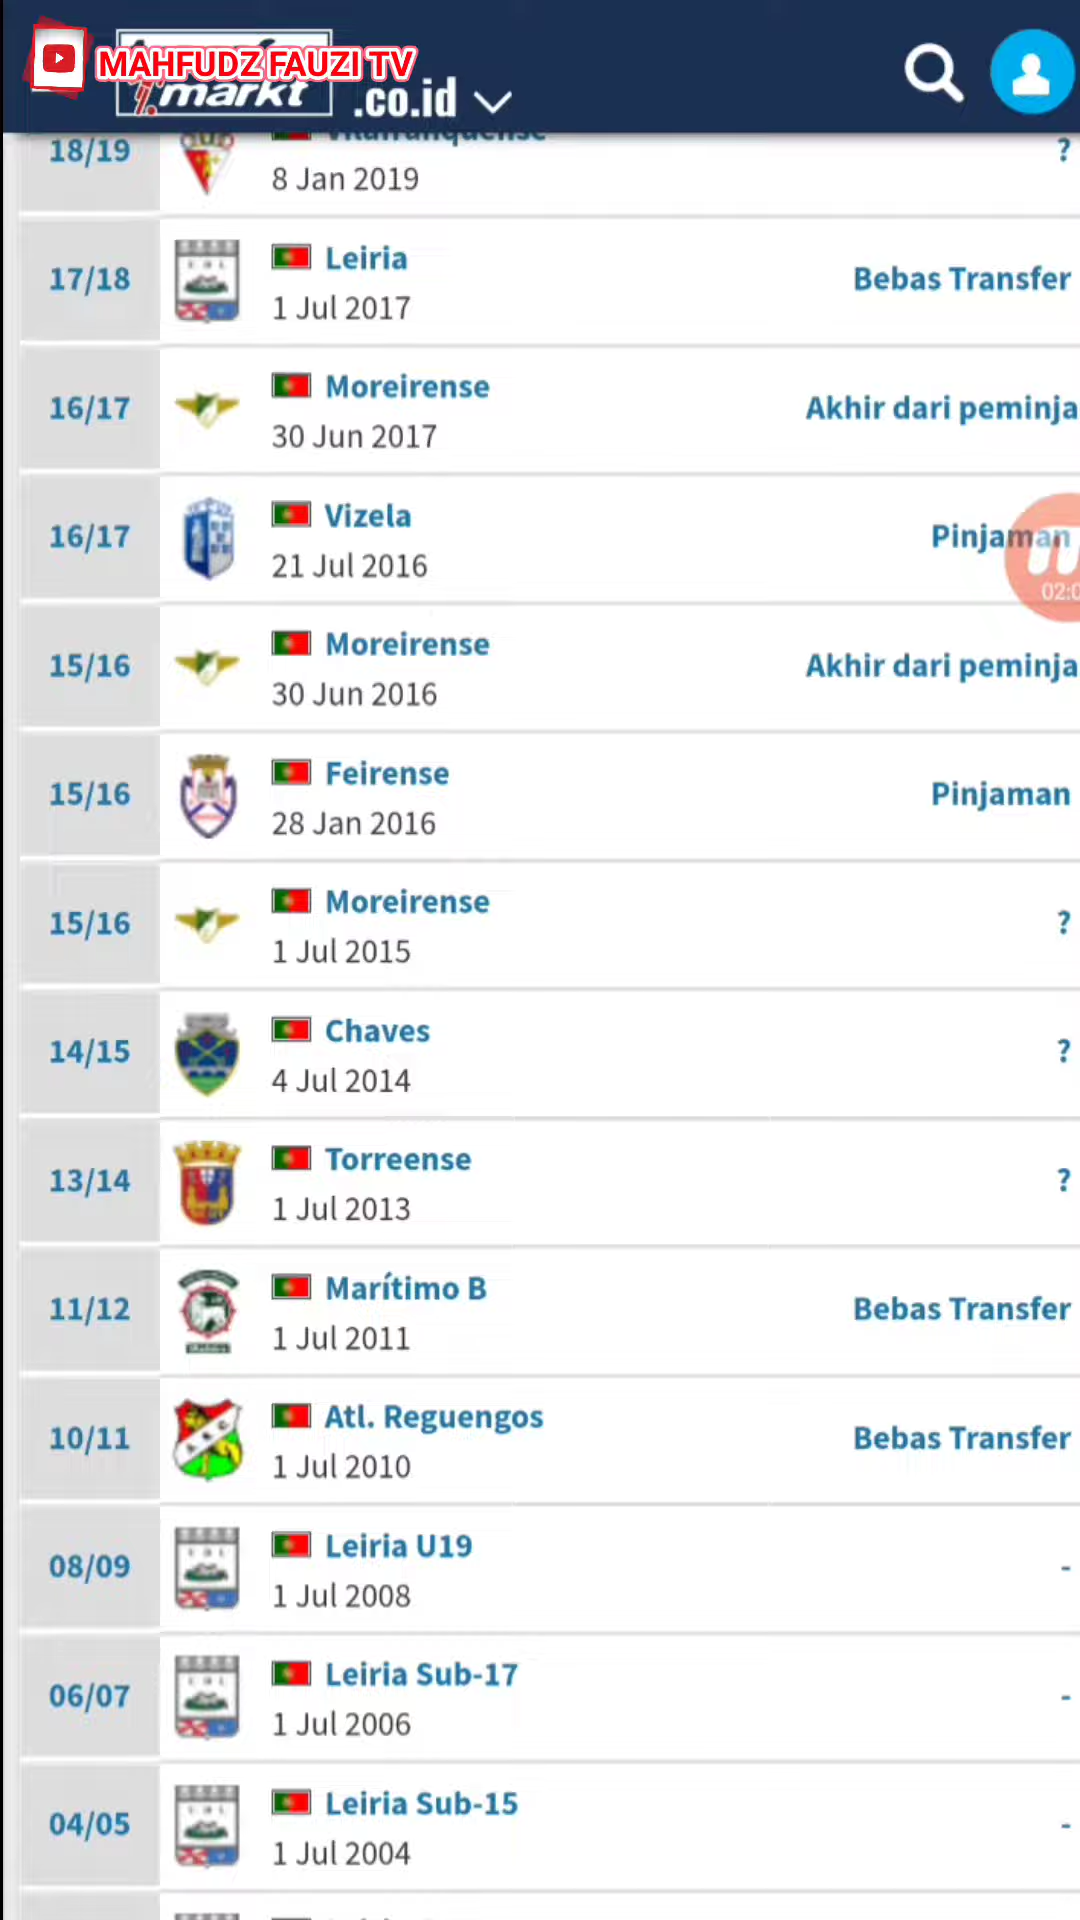 MAHFUDZ FAUZI TV
markt
.co.id
18/19
Vilafranquense
8 Jan 2019
?
17/18
Leiria
1 Jul 2017
Bebas Transfer
16/17
Moreirense
30 Jun 2017
Akhir dari peminja
16/17
Vizela
21 Jul 2016
Pinjaman
02:0
15/16
Moreirense
30 Jun 2016
Akhir dari peminja
15/16
Feirense
28 Jan 2016
Pinjaman
15/16
Moreirense
1 Jul 2015
?
14/15
Chaves
4 Jul 2014
?
13/14
Torreense
1 Jul 2013
?
11/12
Marítimo B
1 Jul 2011
Bebas Transfer
10/11
Atl. Reguengos
1 Jul 2010
Bebas Transfer
08/09
Leiria U19
1 Jul 2008
-
06/07
Leiria Sub-17
1 Jul 2006
-
04/05
Leiria Sub-15
1 Jul 2004
-